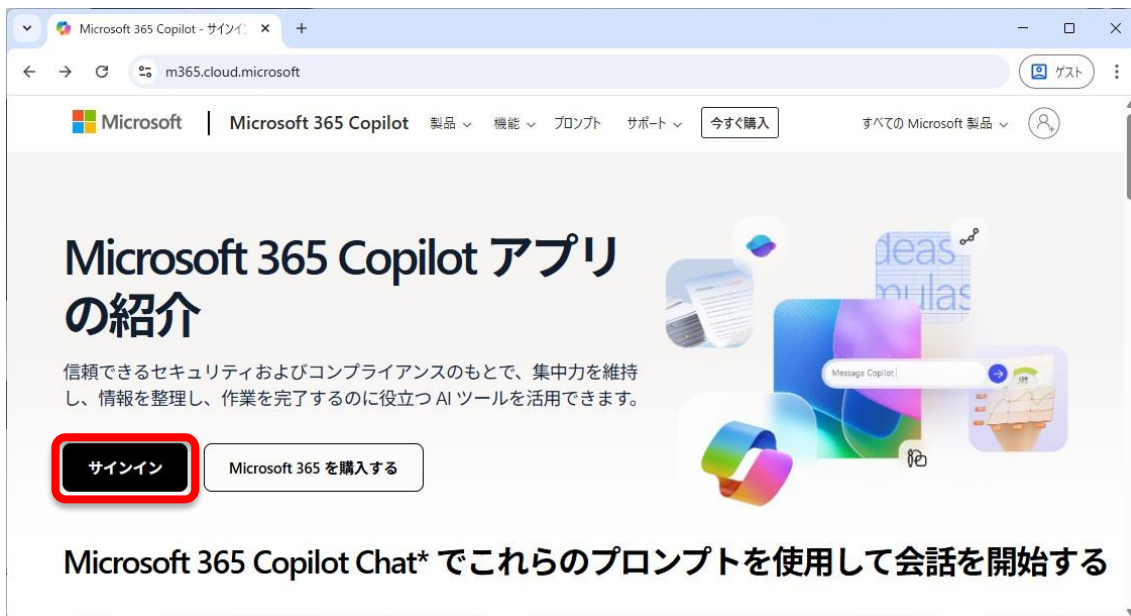 Microsoft 365 Copilot - サインイン
m365.cloud.microsoft
ゲスト
Microsoft | Microsoft 365 Copilot 製品 機能 プロンプト サポート 今すぐ購入 すべての Microsoft 製品
Microsoft 365 Copilot アプリ
の紹介
信頼できるセキュリティおよびコンプライアンスのもとで、集中力を維持
し、情報を整理し、作業を完了するのに役立つ AI ツールを活用できます。
サインイン
Microsoft 365 を購入する
deas
mulas
Message Copilot
Microsoft 365 Copilot Chat* でこれらのプロンプトを使用して会話を開始する